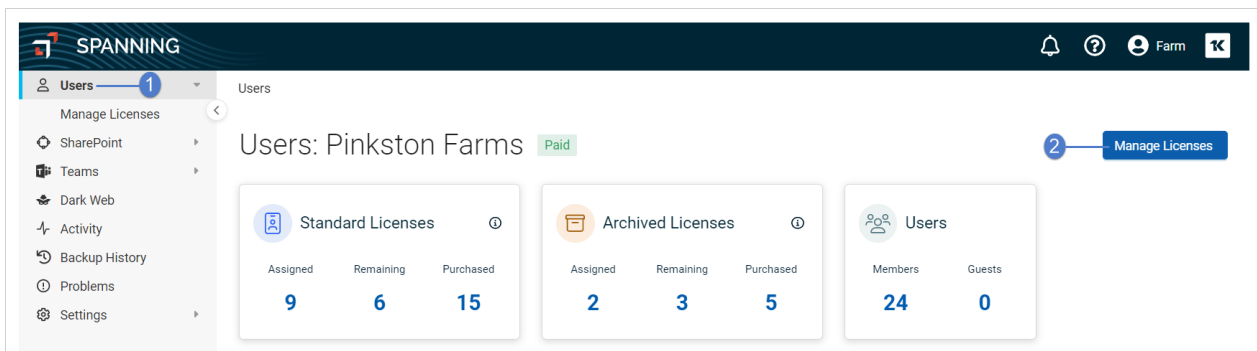 SPANNING
Farm
Users 1
Manage Licenses
SharePoint
Teams
Dark Web
Activity
Backup History
Problems
Settings
Users
Users: Pinkston Farms Paid
2 Manage Licenses
Standard Licenses
Assigned Remaining Purchased
9 6 15
Archived Licenses
Assigned Remaining Purchased
2 3 5
Users
Members Guests
24 0